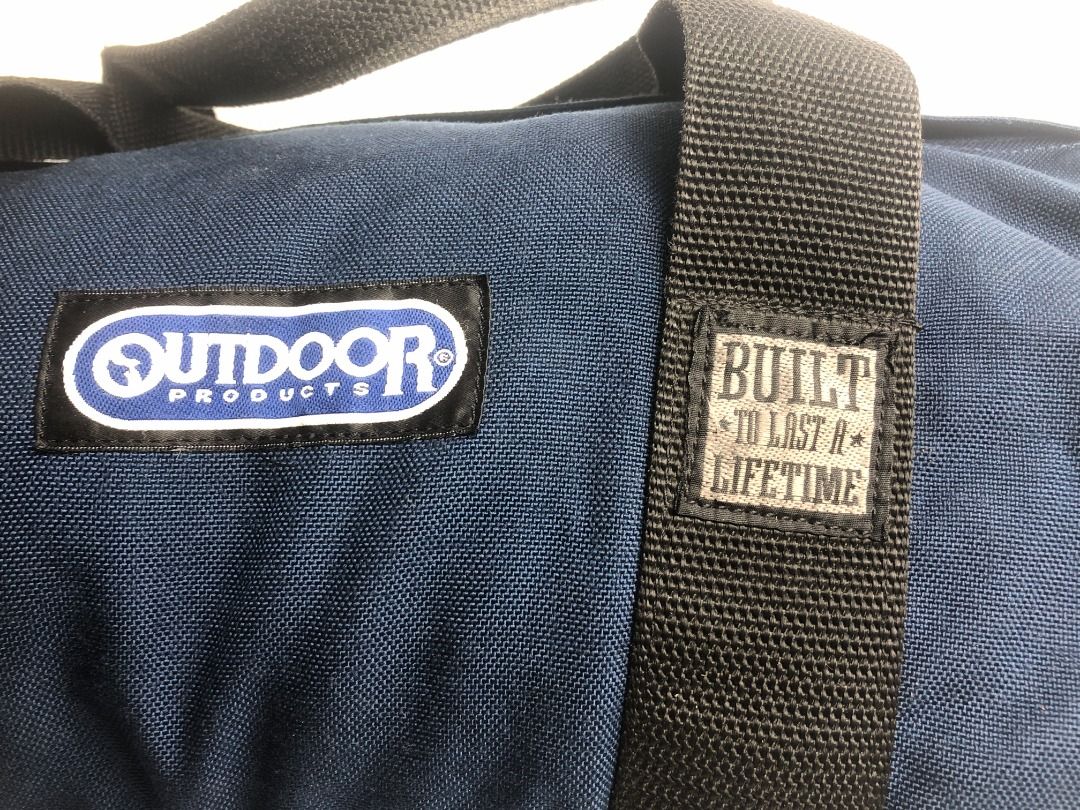 OUTDOOR®
PRODUCTS
BUILT
★ TO LAST A ★
LIFETIME